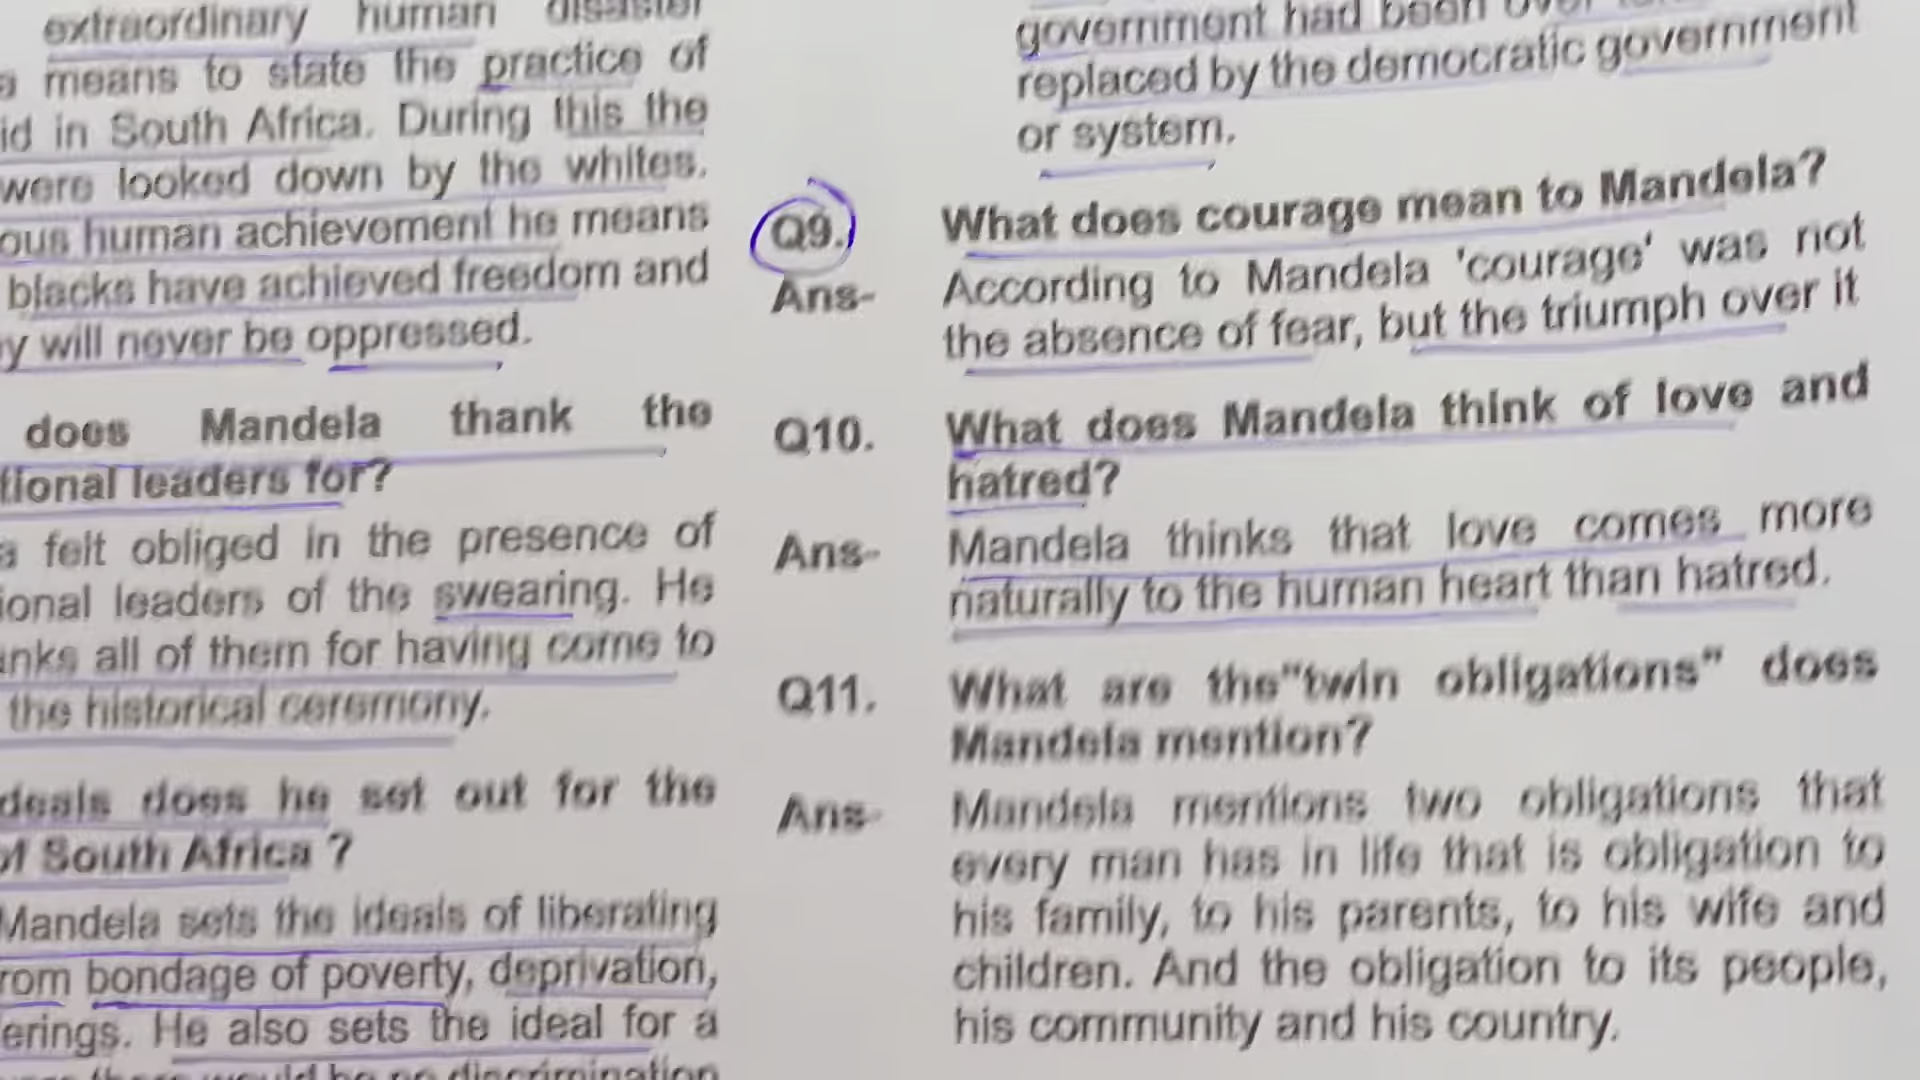 extraordinary human disaster
a means to state the practice of
id in South Africa. During this the
were looked down by the whites.
ous human achievement he means
blacks have achieved freedom and
y will never be oppressed.
does Mandela thank the
tional leaders for?
a felt obliged in the presence of
ional leaders of the swearing. He
anks all of them for having come to
the historical ceremony.
deals does he set out for the
of South Africa ?
Mandela sets the ideals of liberating
rom bondage of poverty, deprivation,
erings. He also sets the ideal for a
there would be no discrimination
government had been
replaced by the democratic government
or system.
Q9. What does courage mean to Mandela?
Ans- According to Mandela 'courage' was not
the absence of fear, but the triumph over it
Q10. What does Mandela think of love and
hatred?
Ans- Mandela thinks that love comes more
naturally to the human heart than hatred.
Q11. What are the"twin obligations" does
Mandela mention?
Ans- Mandela mentions two obligations that
every man has in life that is obligation to
his family, to his parents, to his wife and
children. And the obligation to its people,
his community and his country.